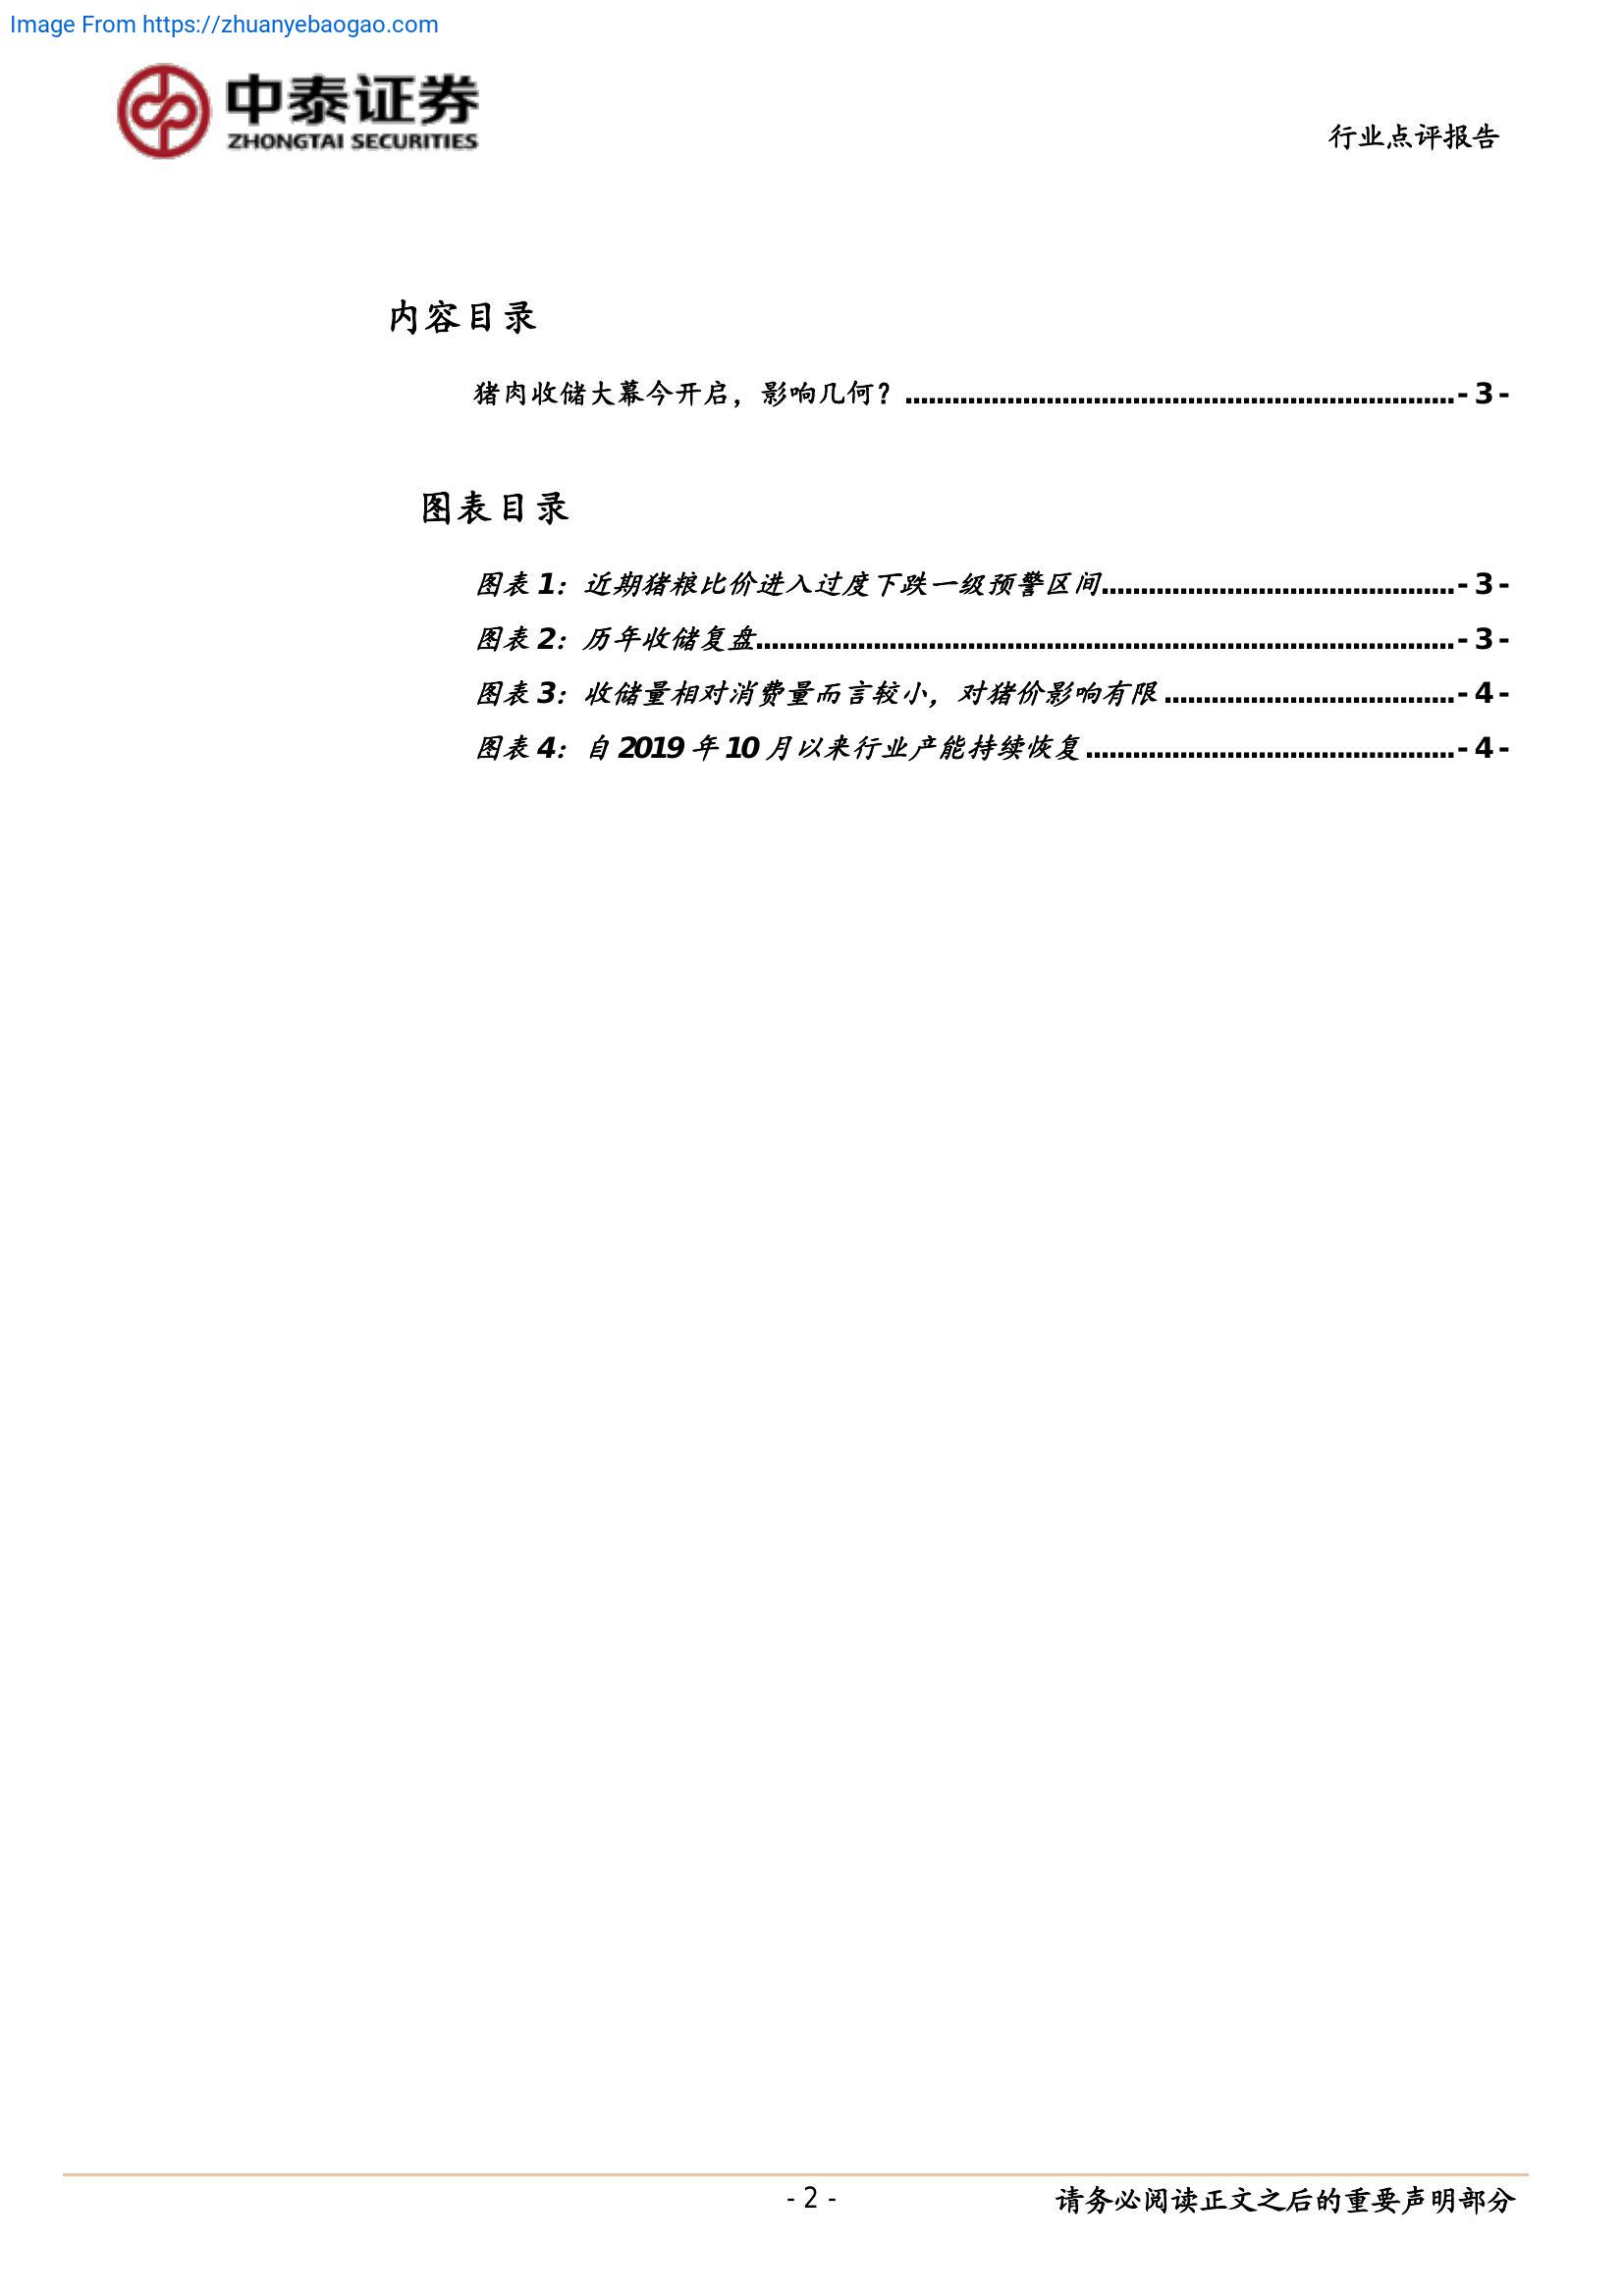 Image From https://zhuanyebaogao.com
中泰证券
ZHONGTAI SECURITIES
行业点评报告
内容目录
猪肉收储大幕今开启，影响几何？......................................................................- 3 -
图表目录
图表 1：近期猪粮比价进入过度下跌一级预警区间.............................................- 3 -
图表 2：历年收储复盘.........................................................................................- 3 -
图表 3：收储量相对消费量而言较小，对猪价影响有限.....................................- 4 -
图表 4：自 2019 年 10 月以来行业产能持续恢复...............................................- 4 -
- 2 -
请务必阅读正文之后的重要声明部分